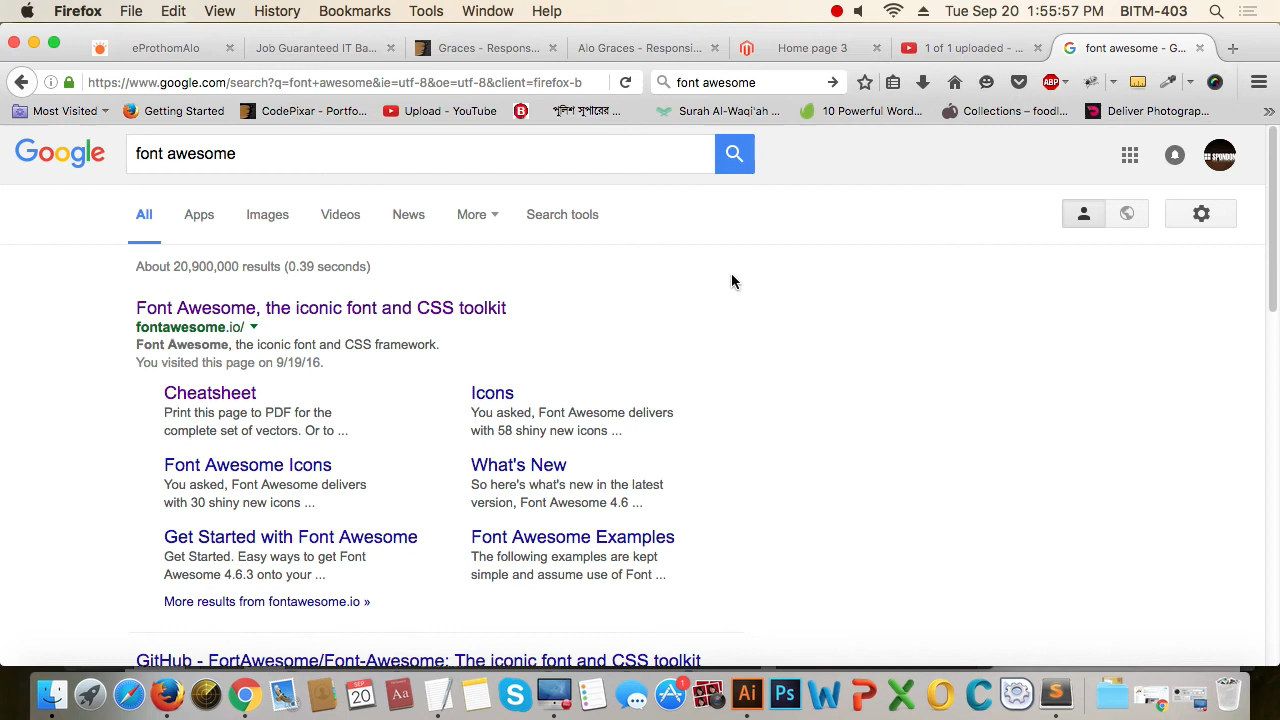 Firefox File Edit View History Bookmarks Tools Window Help Tue Sep 20 1:55:57 PM BITM-403
eProthomAlo Job Guaranteed IT Ba... Graces - Respons... Alo Graces - Respons... Home page 3 1 of 1 uploaded - ... font awesome - G...
https://www.google.com/search?q=font+awesome&ie=utf-8&oe=utf-8&client=firefox-b font awesome ABP
Most Visited Getting Started CodePixar - Portfo... Upload - YouTube B পুলিশ সুপারের ... Surah Al-Waqi'ah ... 10 Powerful Word... Collections – foodl... Deliver Photograp...
Google font awesome SPONDON
All Apps Images Videos News More Search tools
About 20,900,000 results (0.39 seconds)
Font Awesome, the iconic font and CSS toolkit
fontawesome.io/
Font Awesome, the iconic font and CSS framework.
You visited this page on 9/19/16.
Cheatsheet Icons
Print this page to PDF for the You asked, Font Awesome delivers
complete set of vectors. Or to ... with 58 shiny new icons ...
Font Awesome Icons What's New
You asked, Font Awesome delivers So here's what's new in the latest
with 30 shiny new icons ... version, Font Awesome 4.6 ...
Get Started with Font Awesome Font Awesome Examples
Get Started. Easy ways to get Font The following examples are kept
Awesome 4.6.3 onto your ... simple and assume use of Font ...
More results from fontawesome.io »
GitHub - FortAwesome/Font-Awesome: The iconic font and CSS toolkit
SEP 20 Aa S 1 Ai Ps W P X O C S